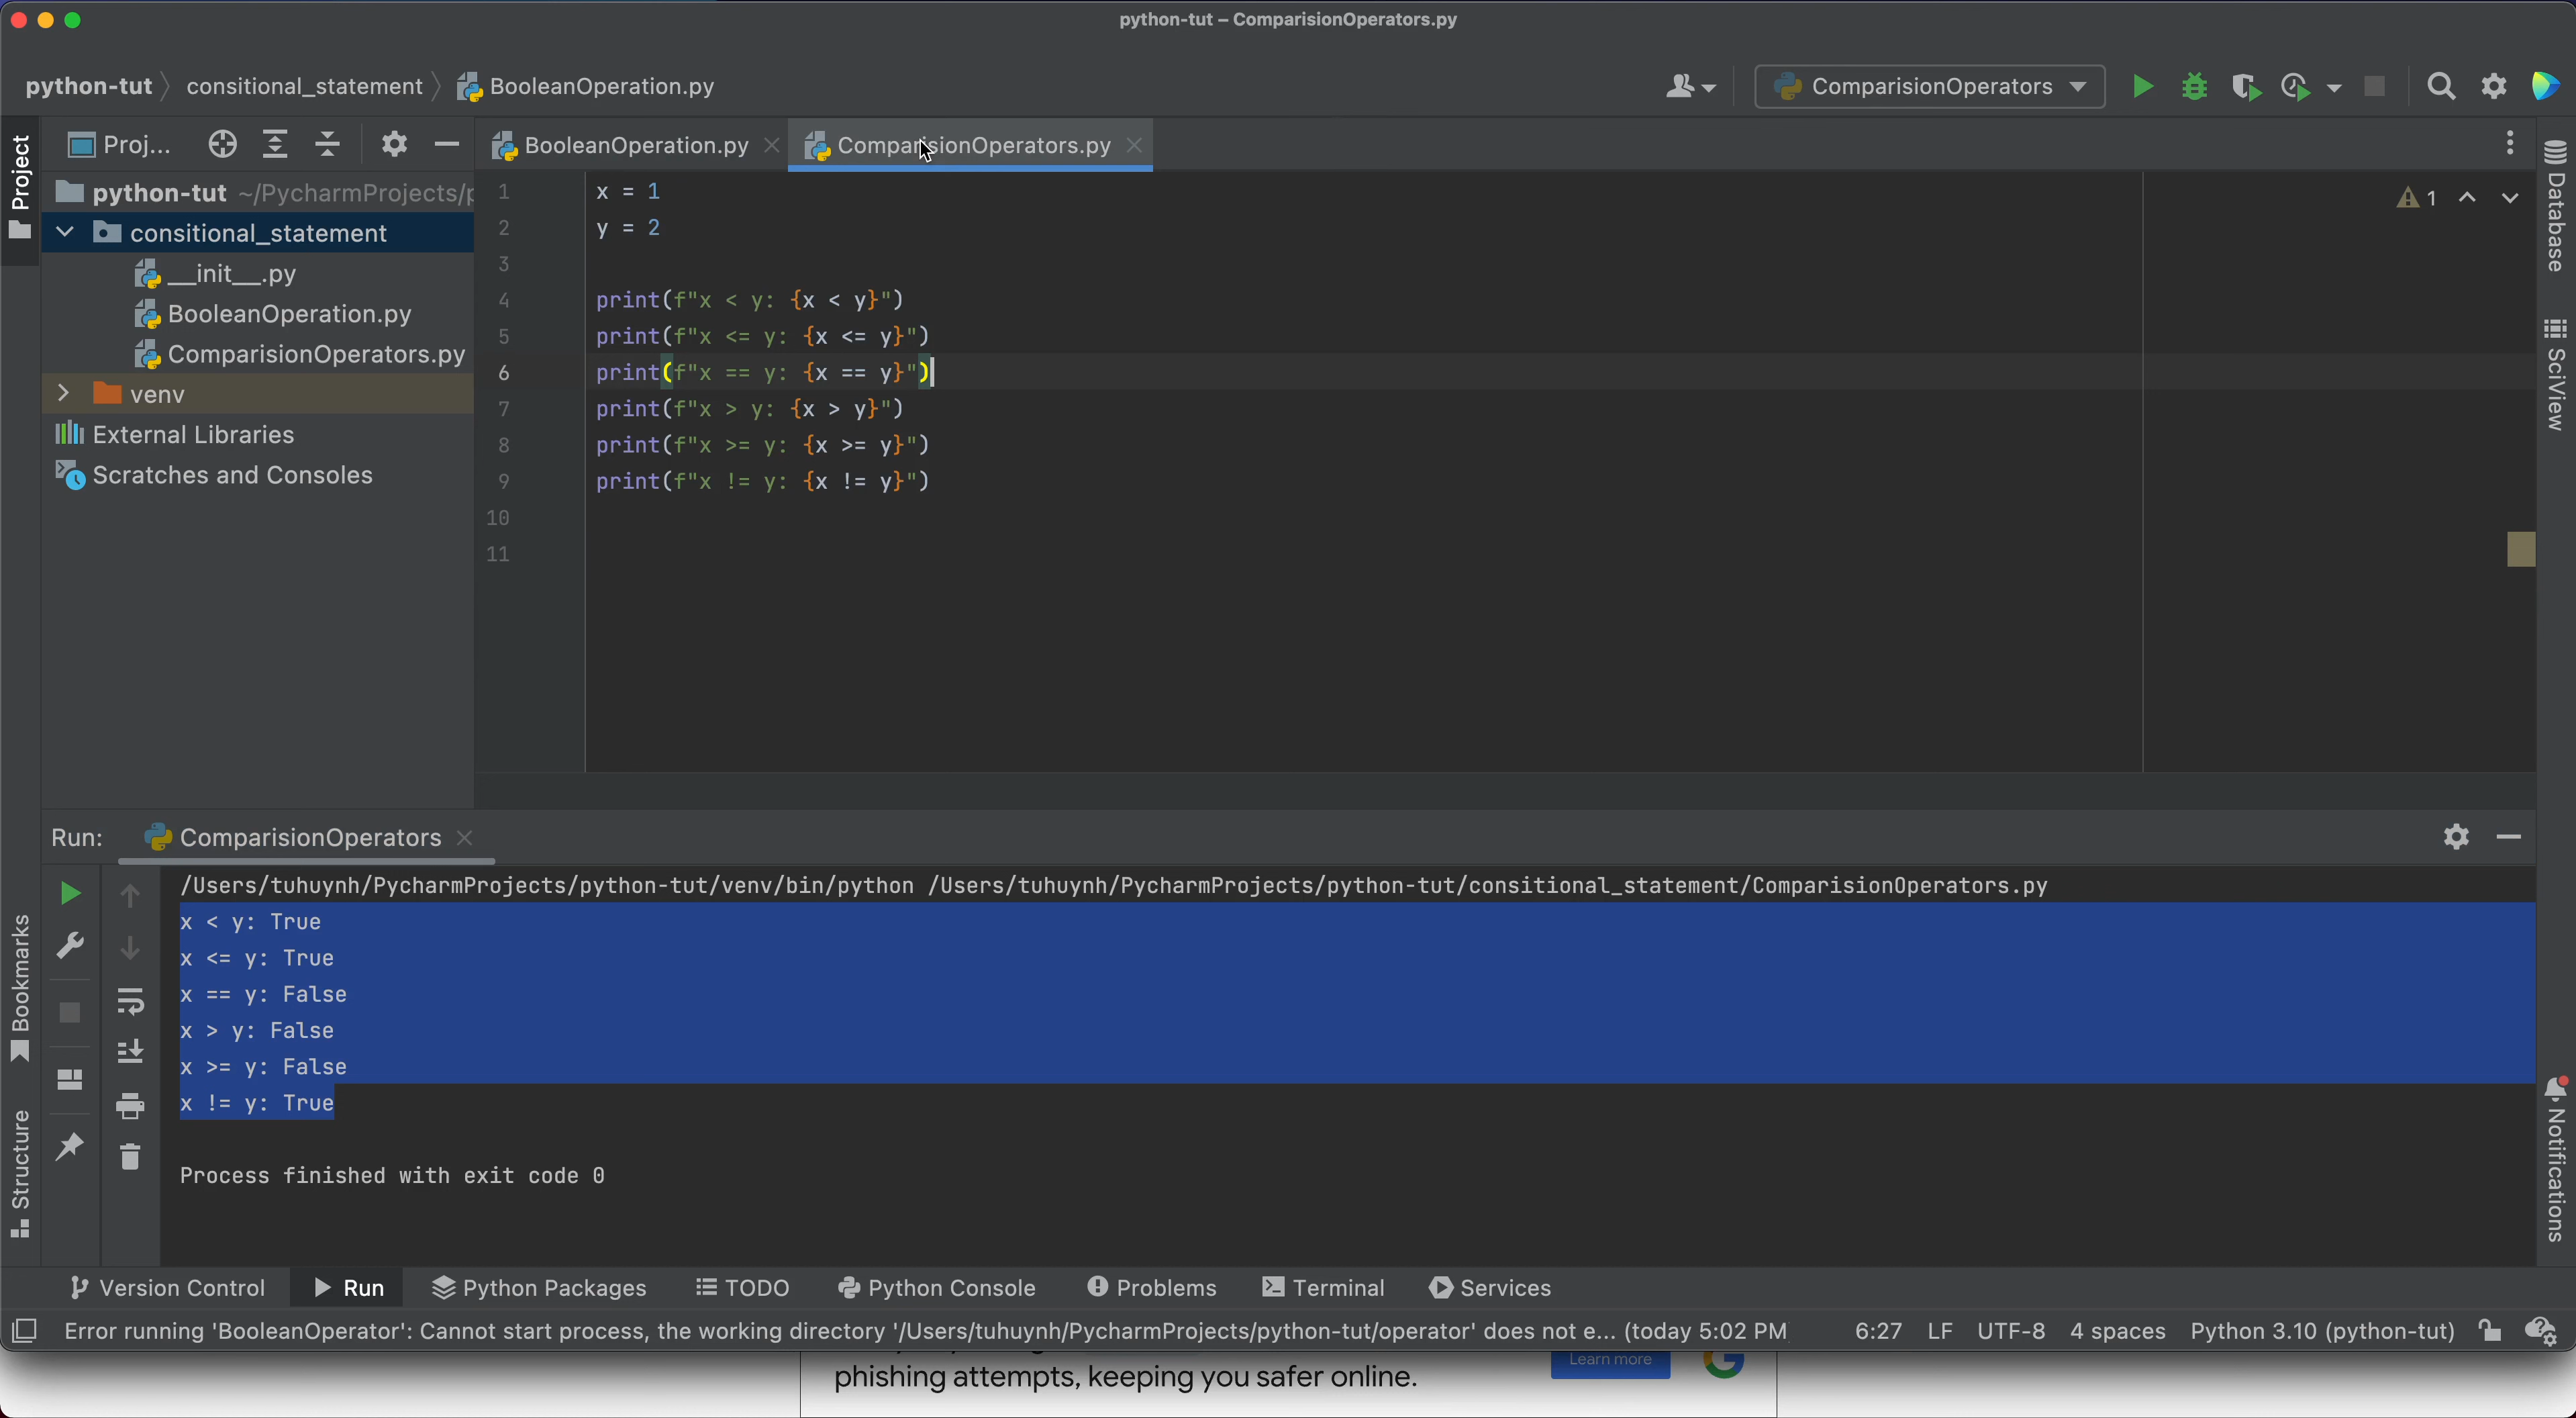 python-tut – ComparisionOperators.py
python-tut consitional_statement BooleanOperation.py
ComparisionOperators
Project
Proj...
BooleanOperation.py
ComparisionOperators.py
python-tut ~/PycharmProjects/p
consitional_statement
__init__.py
BooleanOperation.py
ComparisionOperators.py
venv
External Libraries
Scratches and Consoles
1 x = 1
2 y = 2
3
4 print(f"x < y: {x < y}")
5 print(f"x <= y: {x <= y}")
6 print(f"x == y: {x == y}")
7 print(f"x > y: {x > y}")
8 print(f"x >= y: {x >= y}")
9 print(f"x != y: {x != y}")
10
11
1
Database
SciView
Notifications
Bookmarks
Structure
Run: ComparisionOperators
/Users/tuhuynh/PycharmProjects/python-tut/venv/bin/python /Users/tuhuynh/PycharmProjects/python-tut/consitional_statement/ComparisionOperators.py
x < y: True
x <= y: True
x == y: False
x > y: False
x >= y: False
x != y: True
Process finished with exit code 0
Version Control Run Python Packages TODO Python Console Problems Terminal Services
Error running 'BooleanOperator': Cannot start process, the working directory '/Users/tuhuynh/PycharmProjects/python-tut/operator' does not e... (today 5:02 PM 6:27 LF UTF-8 4 spaces Python 3.10 (python-tut)
phishing attempts, keeping you safer online.
Learn more